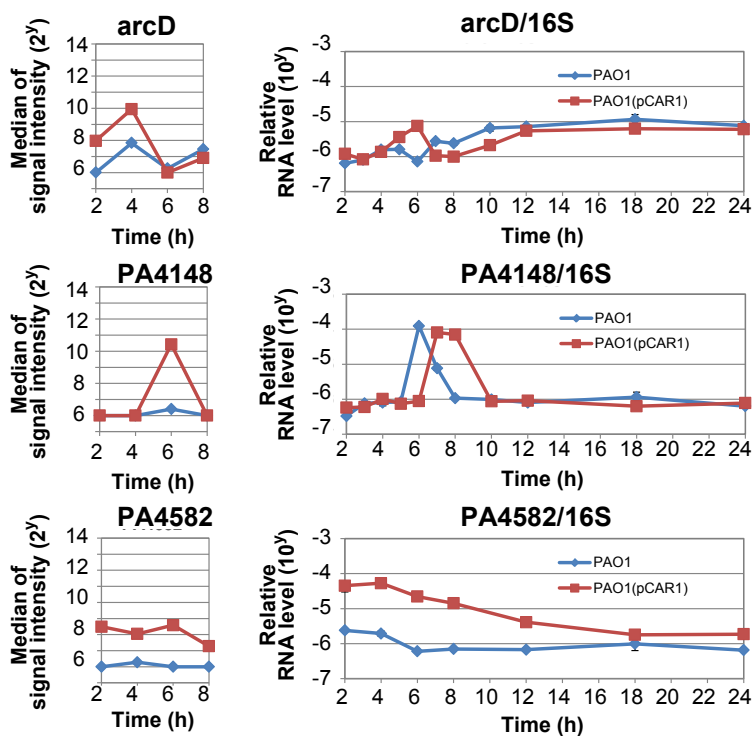 arcD
Median of
signal intensity (2ʸ)
14
12
10
8
6
2 4 6 8
Time (h)
arcD/16S
Relative
RNA level (10ʸ)
-3
-4
-5
-6
-7
PAO1
PAO1(pCAR1)
2 4 6 8 10 12 14 16 18 20 22 24
Time (h)
PA4148
Median of
signal intensity (2ʸ)
14
12
10
8
6
2 4 6 8
Time (h)
PA4148/16S
Relative
RNA level (10ʸ)
-3
-4
-5
-6
-7
PAO1
PAO1(pCAR1)
2 4 6 8 10 12 14 16 18 20 22 24
Time (h)
PA4582
Median of
signal intensity (2ʸ)
14
12
10
8
6
2 4 6 8
Time (h)
PA4582/16S
Relative
RNA level (10ʸ)
-3
-4
-5
-6
-7
PAO1
PAO1(pCAR1)
2 4 6 8 10 12 14 16 18 20 22 24
Time (h)